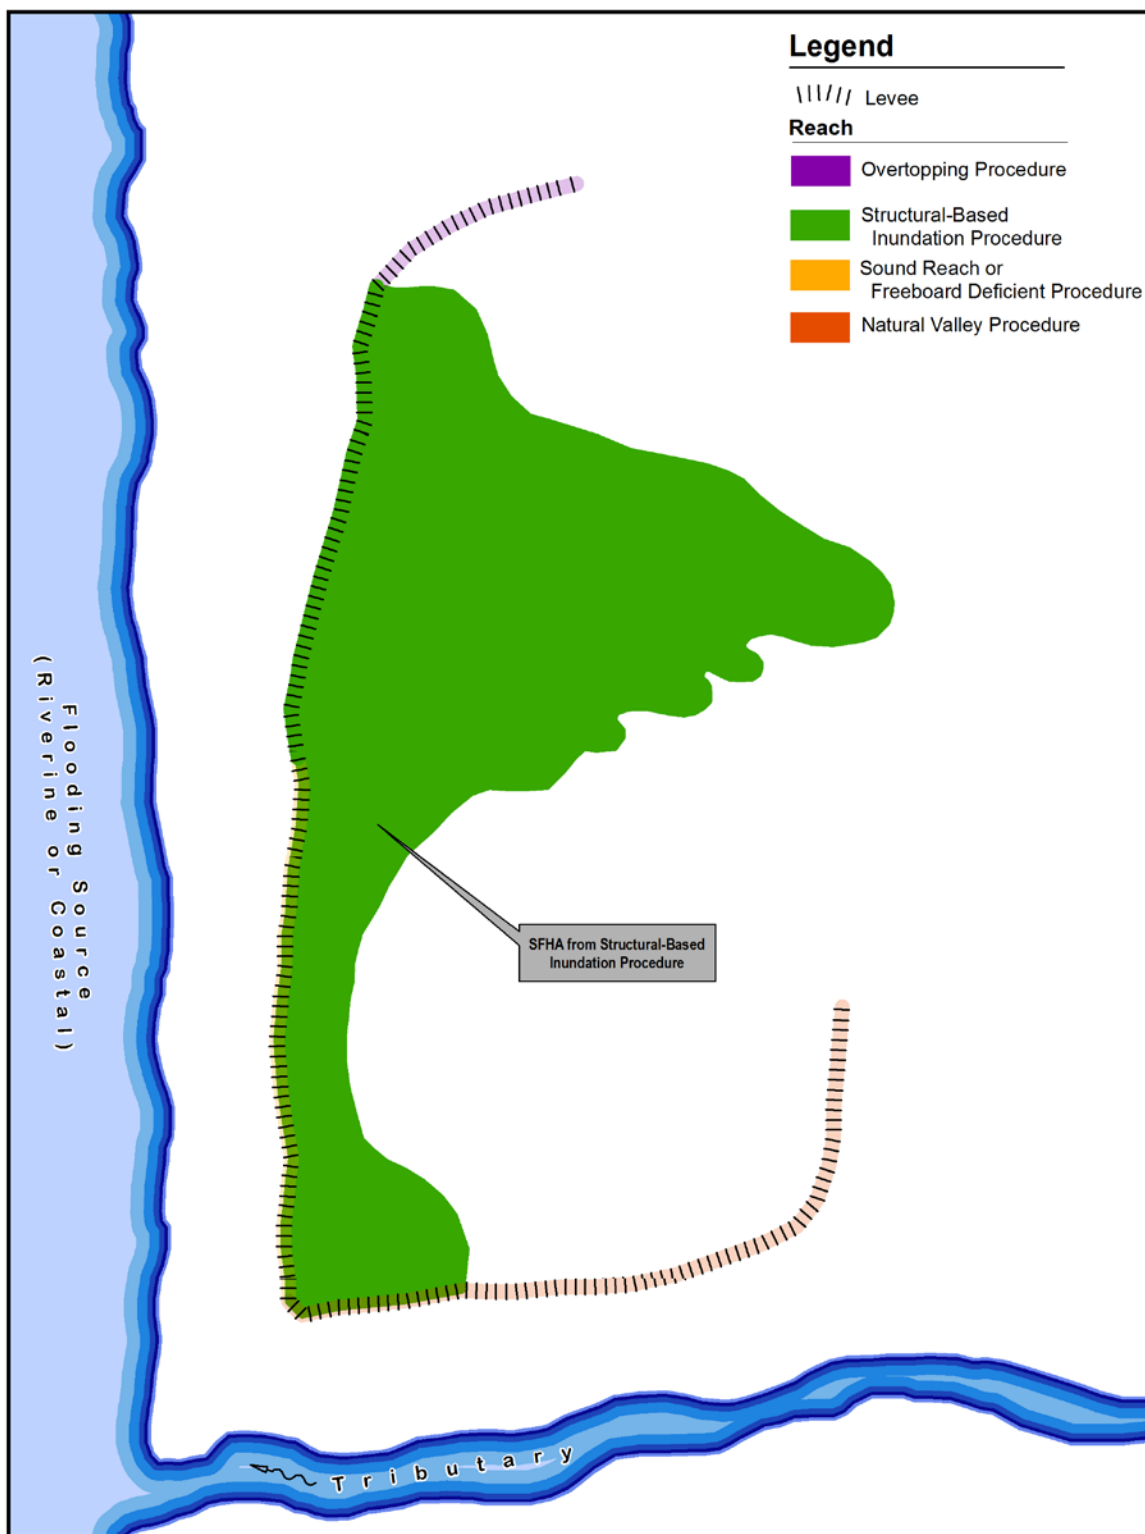 Legend
Levee
Reach
Overtopping Procedure
Structural-Based
Inundation Procedure
Sound Reach or
Freeboard Deficient Procedure
Natural Valley Procedure
Flooding Source
(Riverine or Coastal)
SFHA from Structural-Based
Inundation Procedure
Tributary